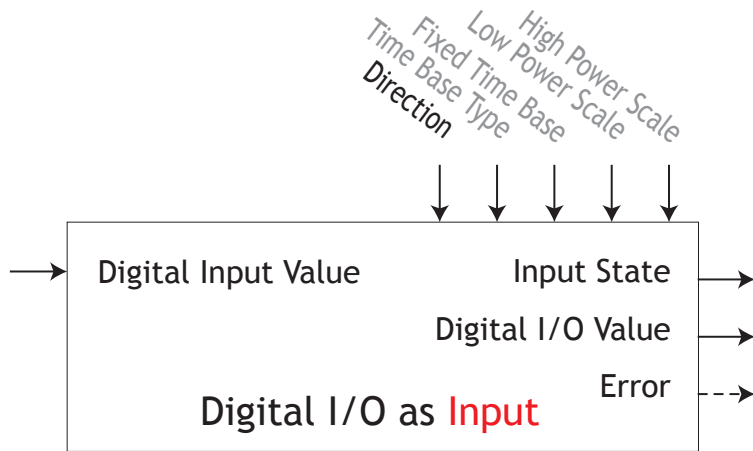 Direction
Time Base Type
Fixed Time Base
Low Power Scale
High Power Scale
Digital Input Value
Input State
Digital I/O Value
Error
Digital I/O as Input